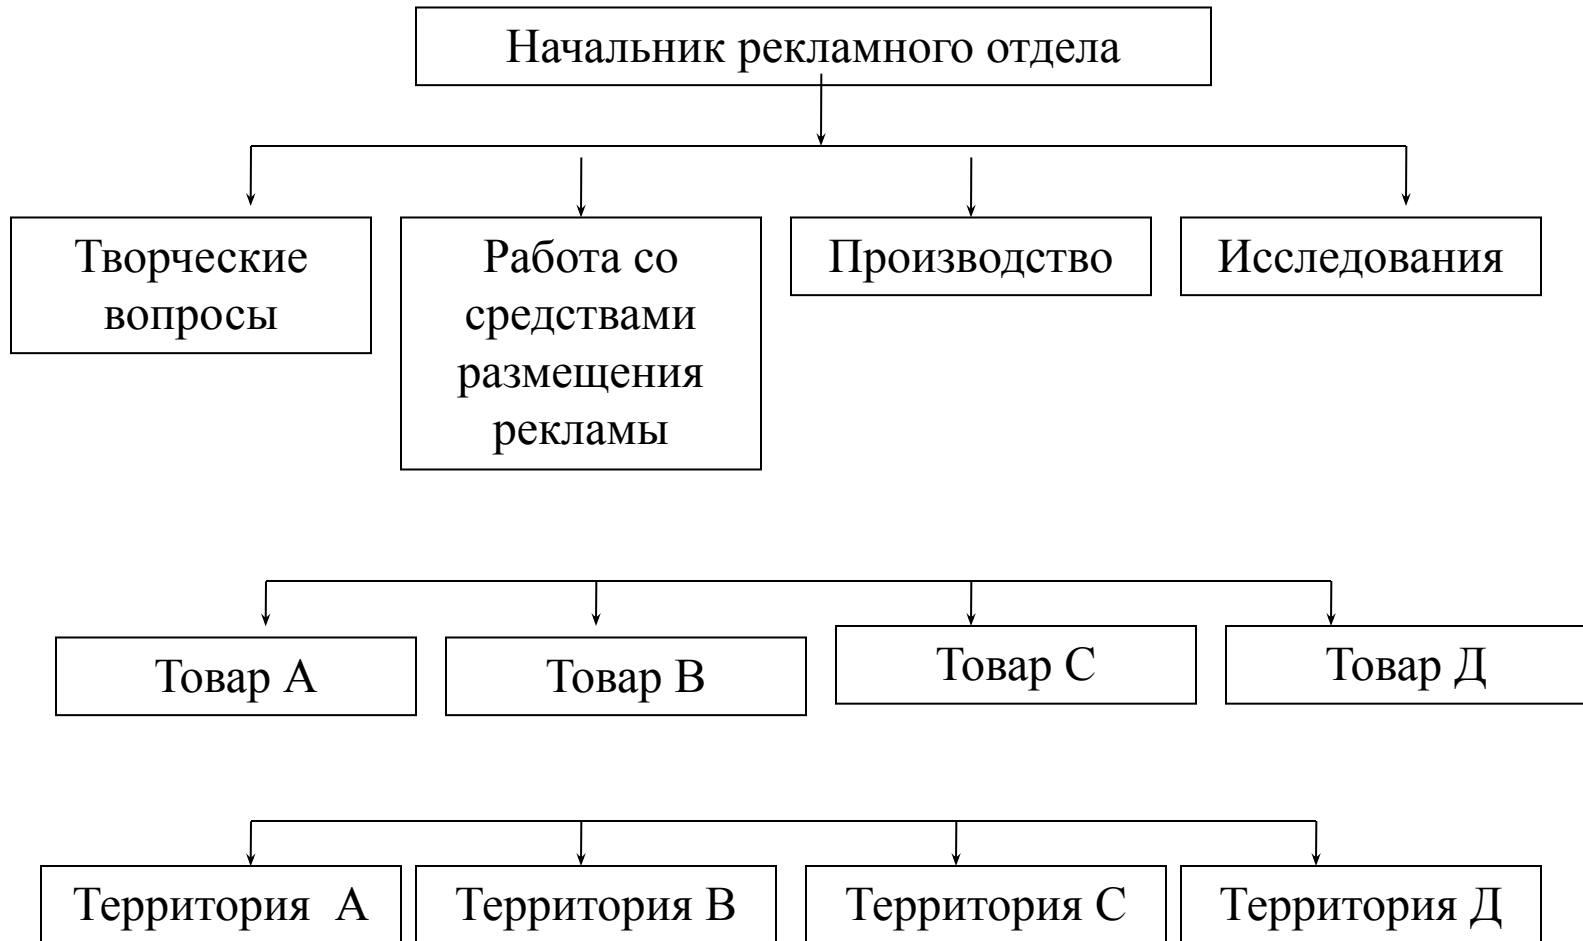 Начальник рекламного отдела
Творческие
вопросы
Работа со
средствами
размещения
рекламы
Производство
Исследования
Товар А
Товар В
Товар С
Товар Д
Территория А
Территория В
Территория С
Территория Д